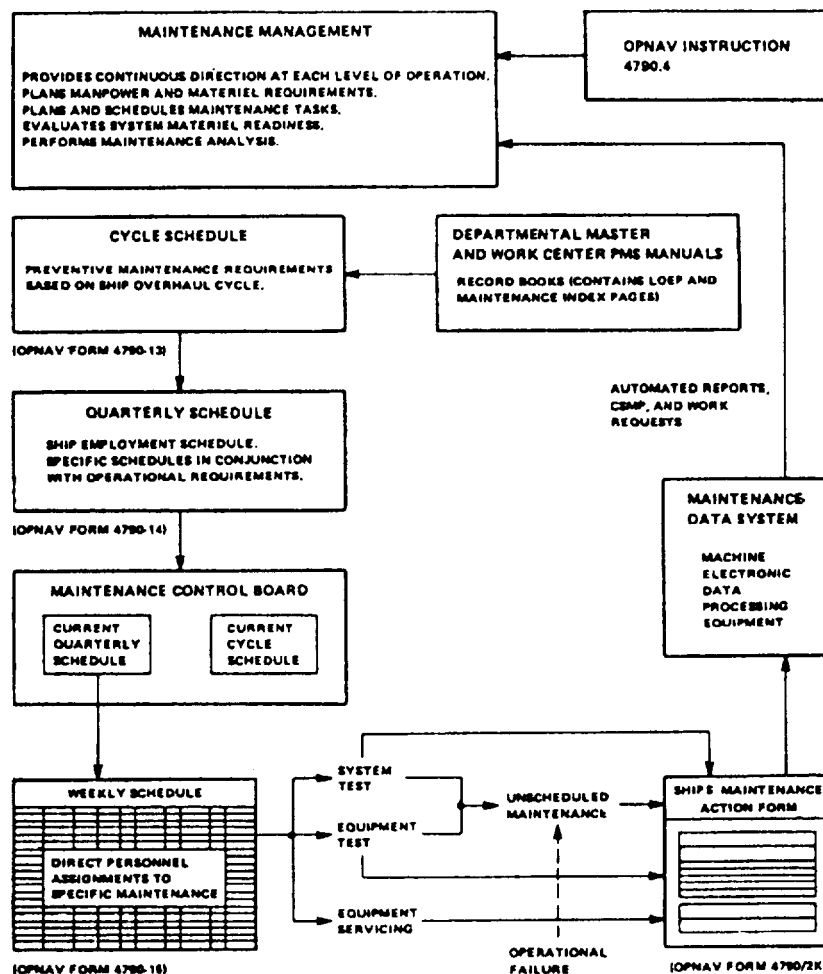 MAINTENANCE MANAGEMENT
PROVIDES CONTINUOUS DIRECTION AT EACH LEVEL OF OPERATION.
PLANS MANPOWER AND MATERIEL REQUIREMENTS.
PLANS AND SCHEDULES MAINTENANCE TASKS.
EVALUATES SYSTEM MATERIEL READINESS.
PERFORMS MAINTENANCE ANALYSIS.
OPNAV INSTRUCTION
4790.4
CYCLE SCHEDULE
PREVENTIVE MAINTENANCE REQUIREMENTS
BASED ON SHIP OVERHAUL CYCLE.
DEPARTMENTAL MASTER
AND WORK CENTER PMS MANUALS
RECORD BOOKS (CONTAINS LOEP AND
MAINTENANCE INDEX PAGES)
(OPNAV FORM 4790-13)
QUARTERLY SCHEDULE
SHIP EMPLOYMENT SCHEDULE.
SPECIFIC SCHEDULES IN CONJUNCTION
WITH OPERATIONAL REQUIREMENTS.
AUTOMATED REPORTS,
CSMP, AND WORK
REQUESTS
(OPNAV FORM 4790-14)
MAINTENANCE
DATA SYSTEM
MACHINE
ELECTRONIC
DATA
PROCESSING
EQUIPMENT
MAINTENANCE CONTROL BOARD
CURRENT
QUARTERLY
SCHEDULE
CURRENT
CYCLE
SCHEDULE
WEEKLY SCHEDULE
DIRECT PERSONNEL
ASSIGNMENTS TO
SPECIFIC MAINTENANCE
(OPNAV FORM 4790-15)
SYSTEM
TEST
EQUIPMENT
TEST
EQUIPMENT
SERVICING
UNSCHEDULED
MAINTENANCE
OPERATIONAL
FAILURE
SHIPS MAINTENANCE
ACTION FORM
(OPNAV FORM 4790/2K)